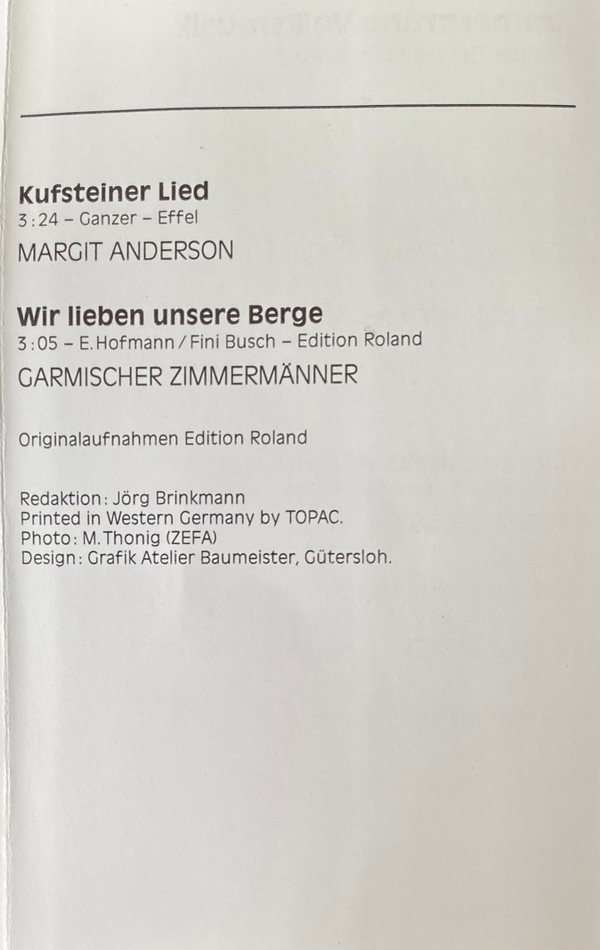 Kufsteiner Lied
3:24 – Ganzer – Effel
MARGIT ANDERSON
Wir lieben unsere Berge
3:05 – E. Hofmann / Fini Busch – Edition Roland
GARMISCHER ZIMMERMÄNNER
Originalaufnahmen Edition Roland
Redaktion: Jörg Brinkmann
Printed in Western Germany by TOPAC.
Photo: M. Thonig (ZEFA)
Design: Grafik Atelier Baumeister, Gütersloh.